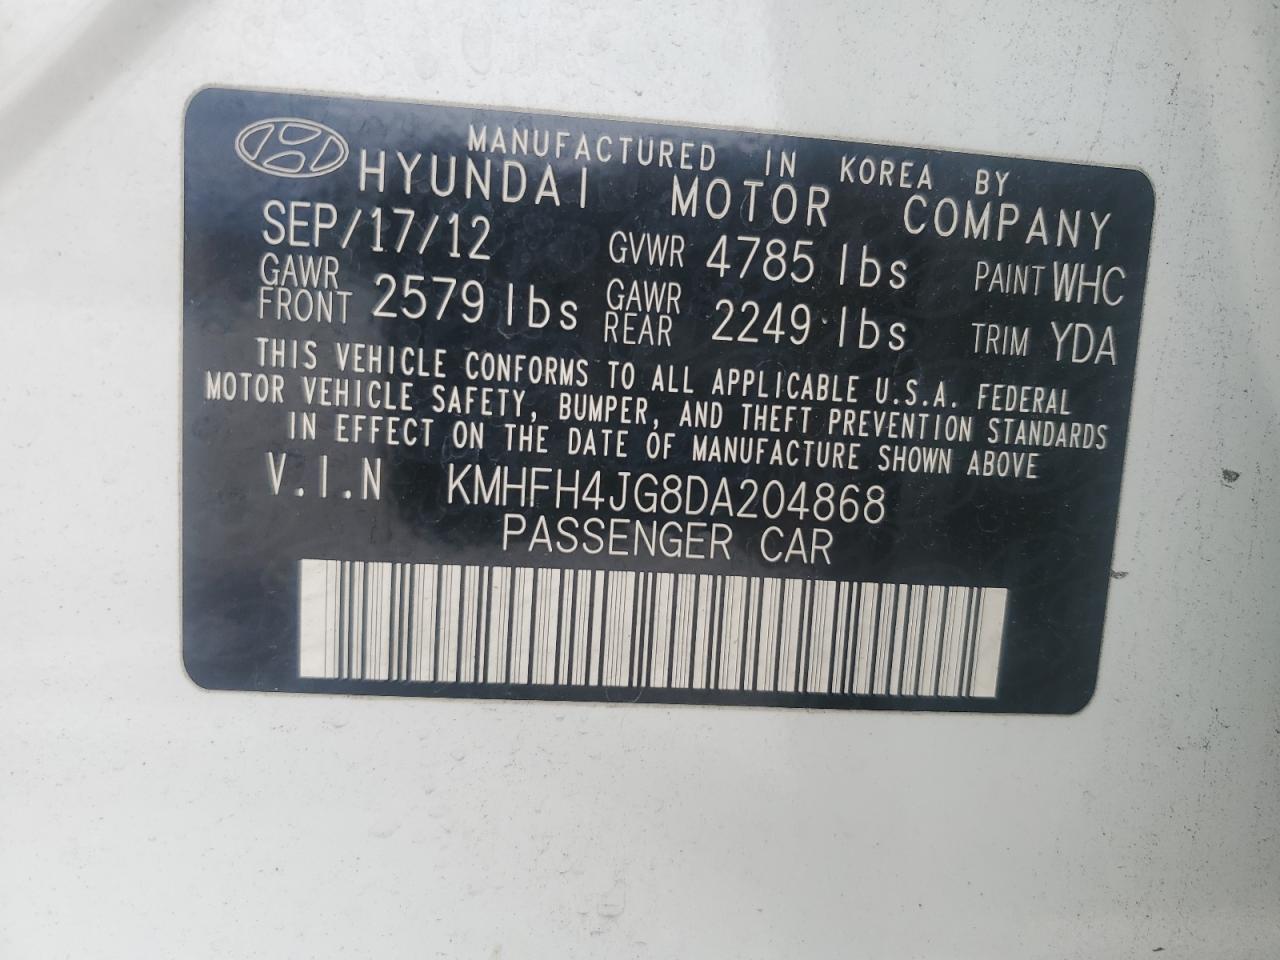 MANUFACTURED IN KOREA BY
HYUNDAI MOTOR COMPANY
SEP/17/12 GVWR 4785 lbs PAINT WHC
GAWR FRONT 2579 lbs GAWR REAR 2249 lbs TRIM YDA
THIS VEHICLE CONFORMS TO ALL APPLICABLE U.S.A. FEDERAL
MOTOR VEHICLE SAFETY, BUMPER, AND THEFT PREVENTION STANDARDS
IN EFFECT ON THE DATE OF MANUFACTURE SHOWN ABOVE
V.I.N KMHFH4JG8DA204868
PASSENGER CAR